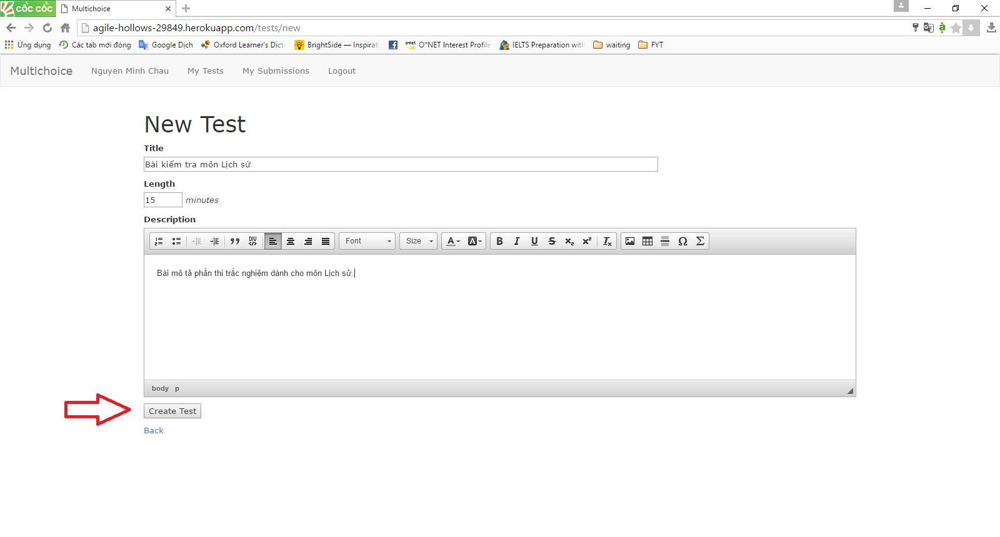 cốc cốc Multichoice
agile-hollows-29849.herokuapp.com/tests/new
Ứng dụng Các tab mới đóng Google Dịch Oxford Learner's Dicti BrightSide — Inspirati O*NET Interest Profile IELTS Preparation with waiting FYT
Multichoice Nguyen Minh Chau My Tests My Submissions Logout
New Test
Title
Bài kiểm tra môn Lịch sử
Length
15 minutes
Description
Font Size
Bài mô tả phần thi trắc nghiệm dành cho môn Lịch sử.
body p
Create Test
Back